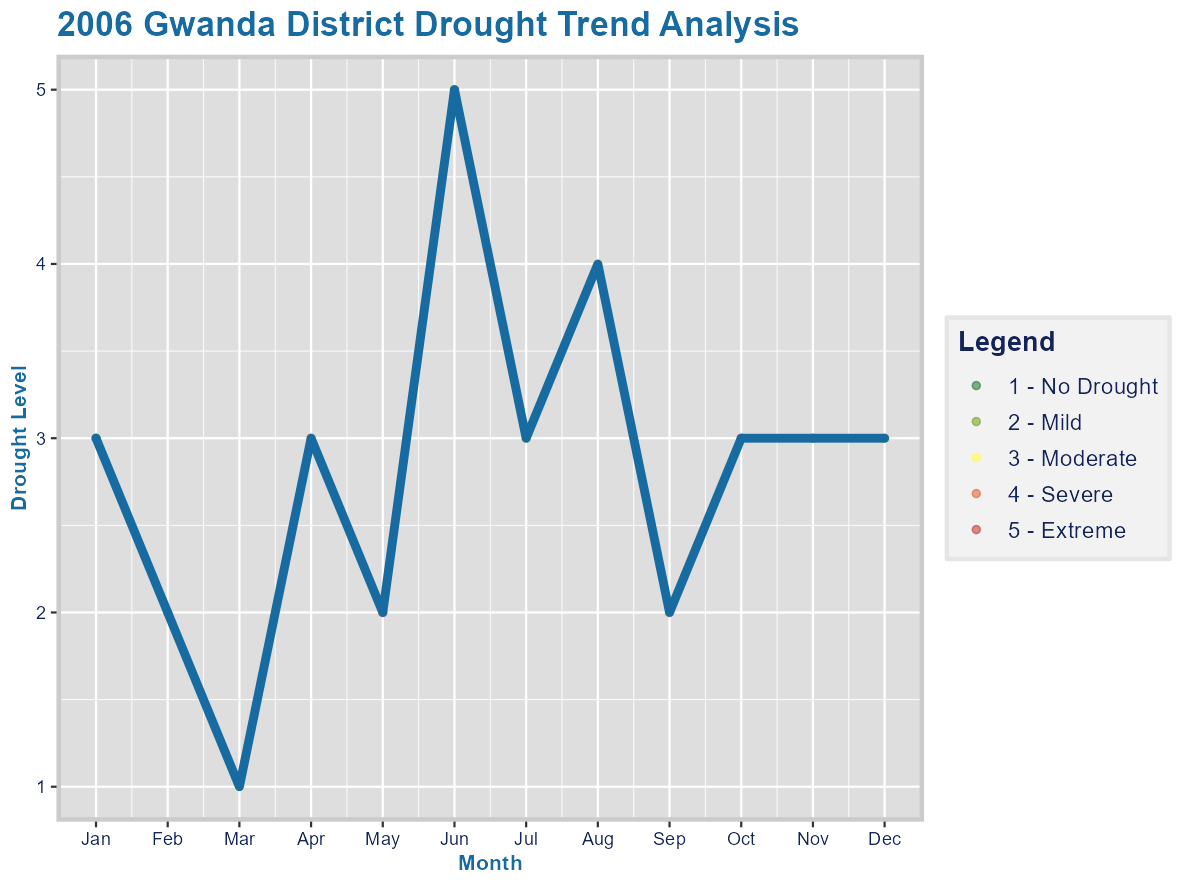 2006 Gwanda District Drought Trend Analysis
5
4
3
2
1
Drought Level
Jan Feb Mar Apr May Jun Jul Aug Sep Oct Nov Dec
Month
Legend
1 - No Drought
2 - Mild
3 - Moderate
4 - Severe
5 - Extreme